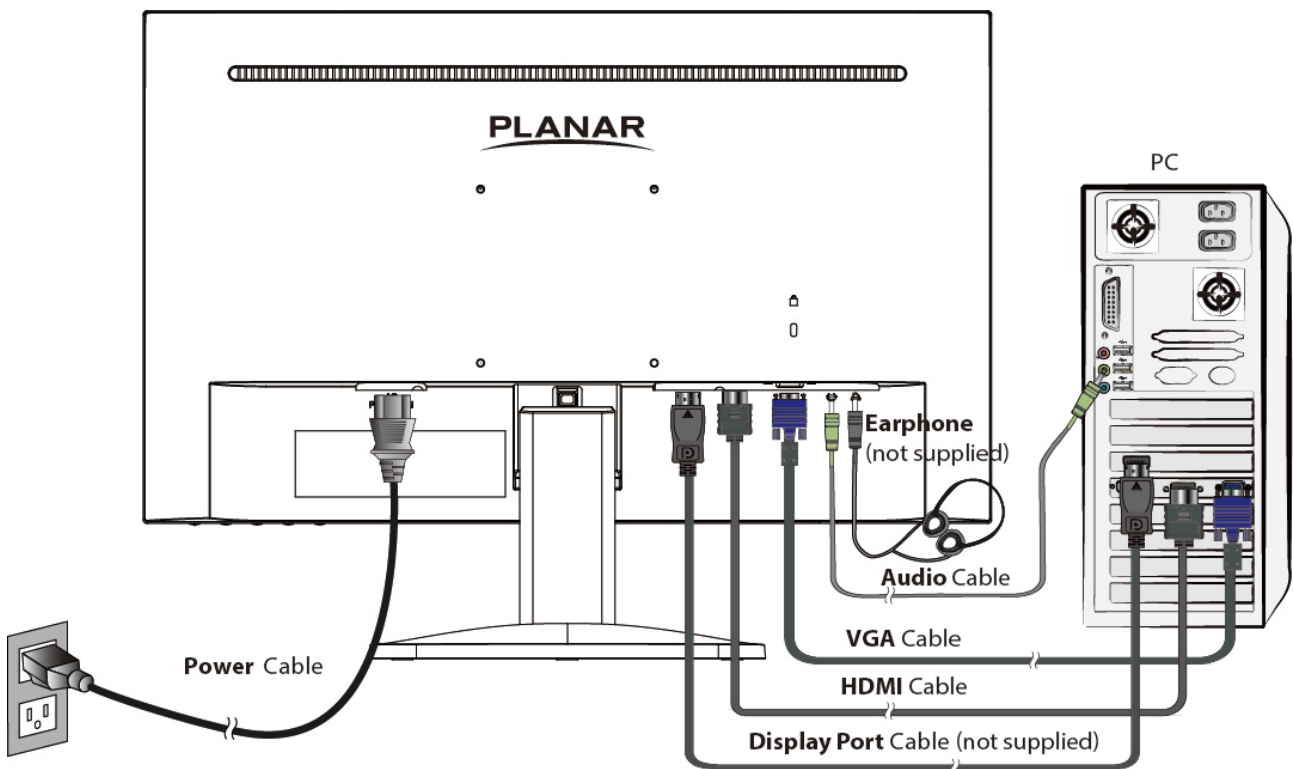 PLANAR
PC
Earphone
(not supplied)
Audio Cable
VGA Cable
Power Cable
HDMI Cable
Display Port Cable (not supplied)